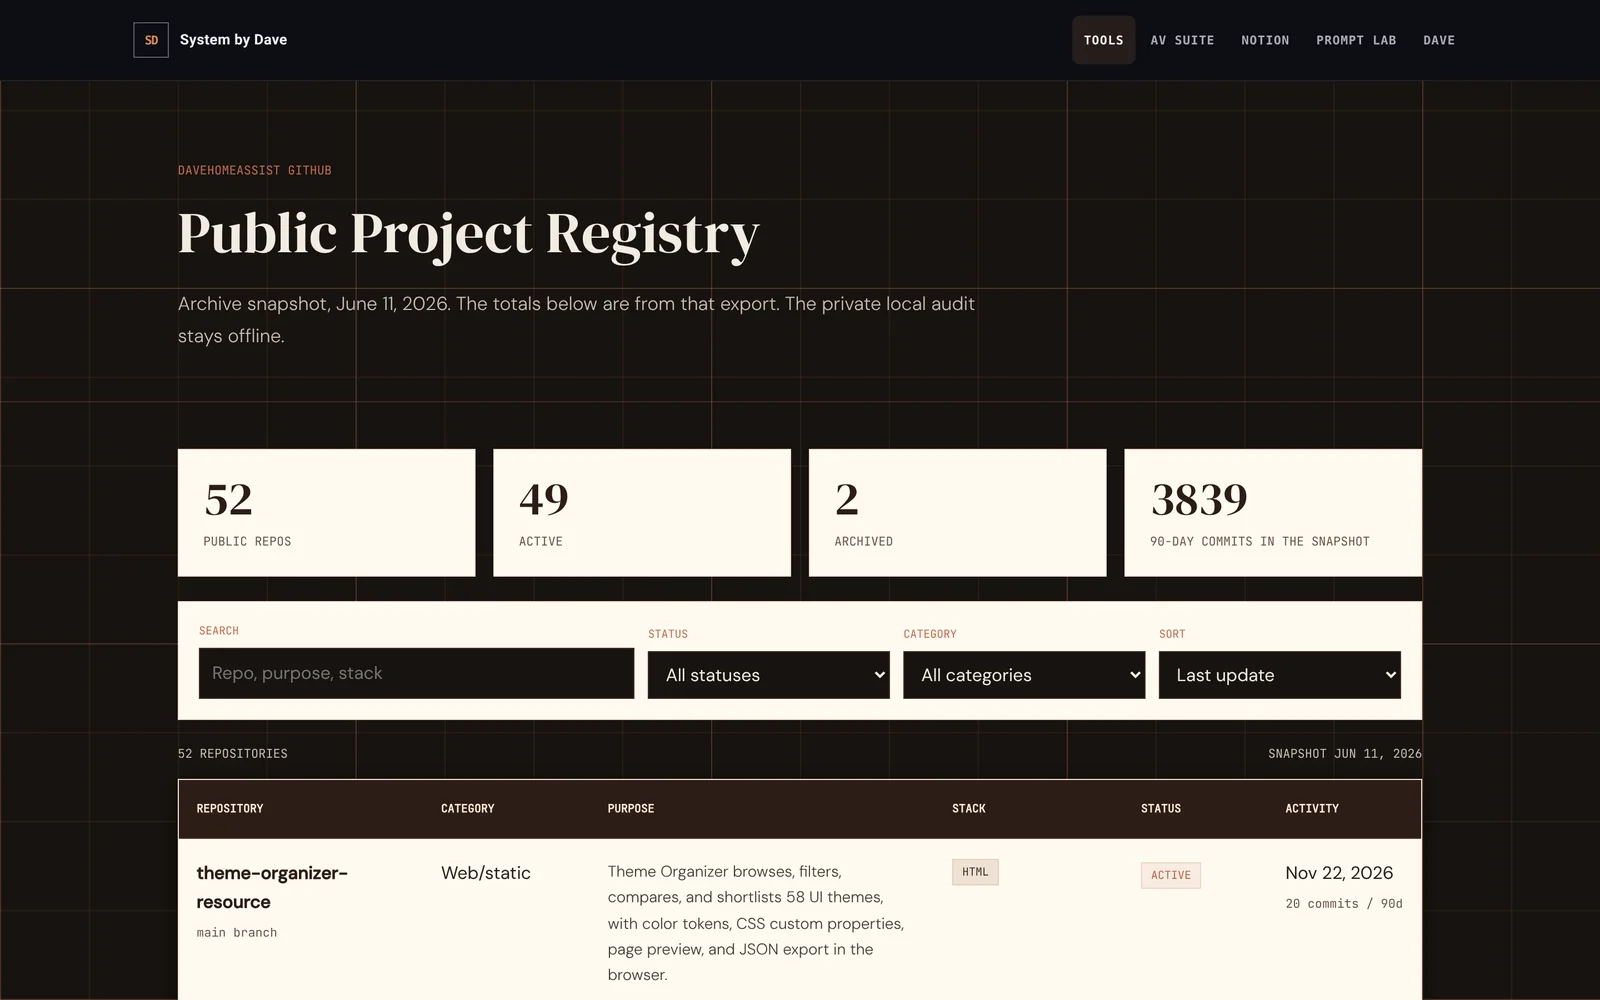 SD
System by Dave
TOOLS
AV SUITE
NOTION
PROMPT LAB
DAVE
DAVEHOMEASSIST GITHUB
Public Project Registry
Archive snapshot, June 11, 2026. The totals below are from that export. The private local audit
stays offline.
52
PUBLIC REPOS
49
ACTIVE
2
ARCHIVED
3839
90-DAY COMMITS IN THE SNAPSHOT
SEARCH
Repo, purpose, stack
STATUS
All statuses
CATEGORY
All categories
SORT
Last update
52 REPOSITORIES
SNAPSHOT JUN 11, 2026
REPOSITORY
CATEGORY
PURPOSE
STACK
STATUS
ACTIVITY
theme-organizer-
resource
main branch
Web/static
Theme Organizer browses, filters,
compares, and shortlists 58 UI themes,
with color tokens, CSS custom properties,
page preview, and JSON export in the
browser.
HTML
ACTIVE
Nov 22, 2026
20 commits / 90d